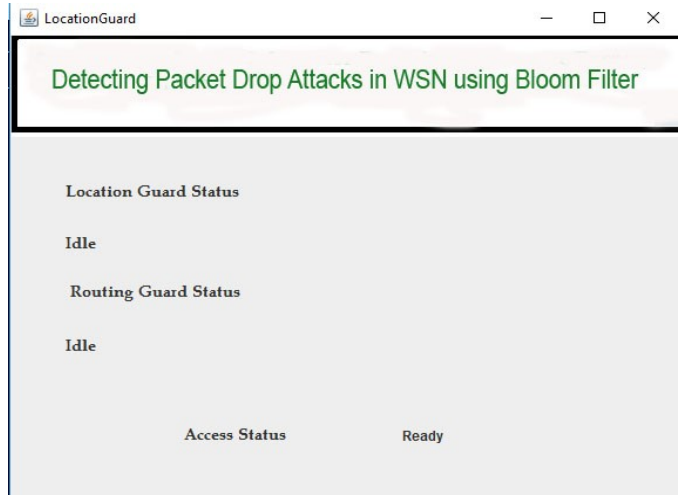 LocationGuard
Detecting Packet Drop Attacks in WSN using Bloom Filter
Location Guard Status
Idle
Routing Guard Status
Idle
Access Status Ready